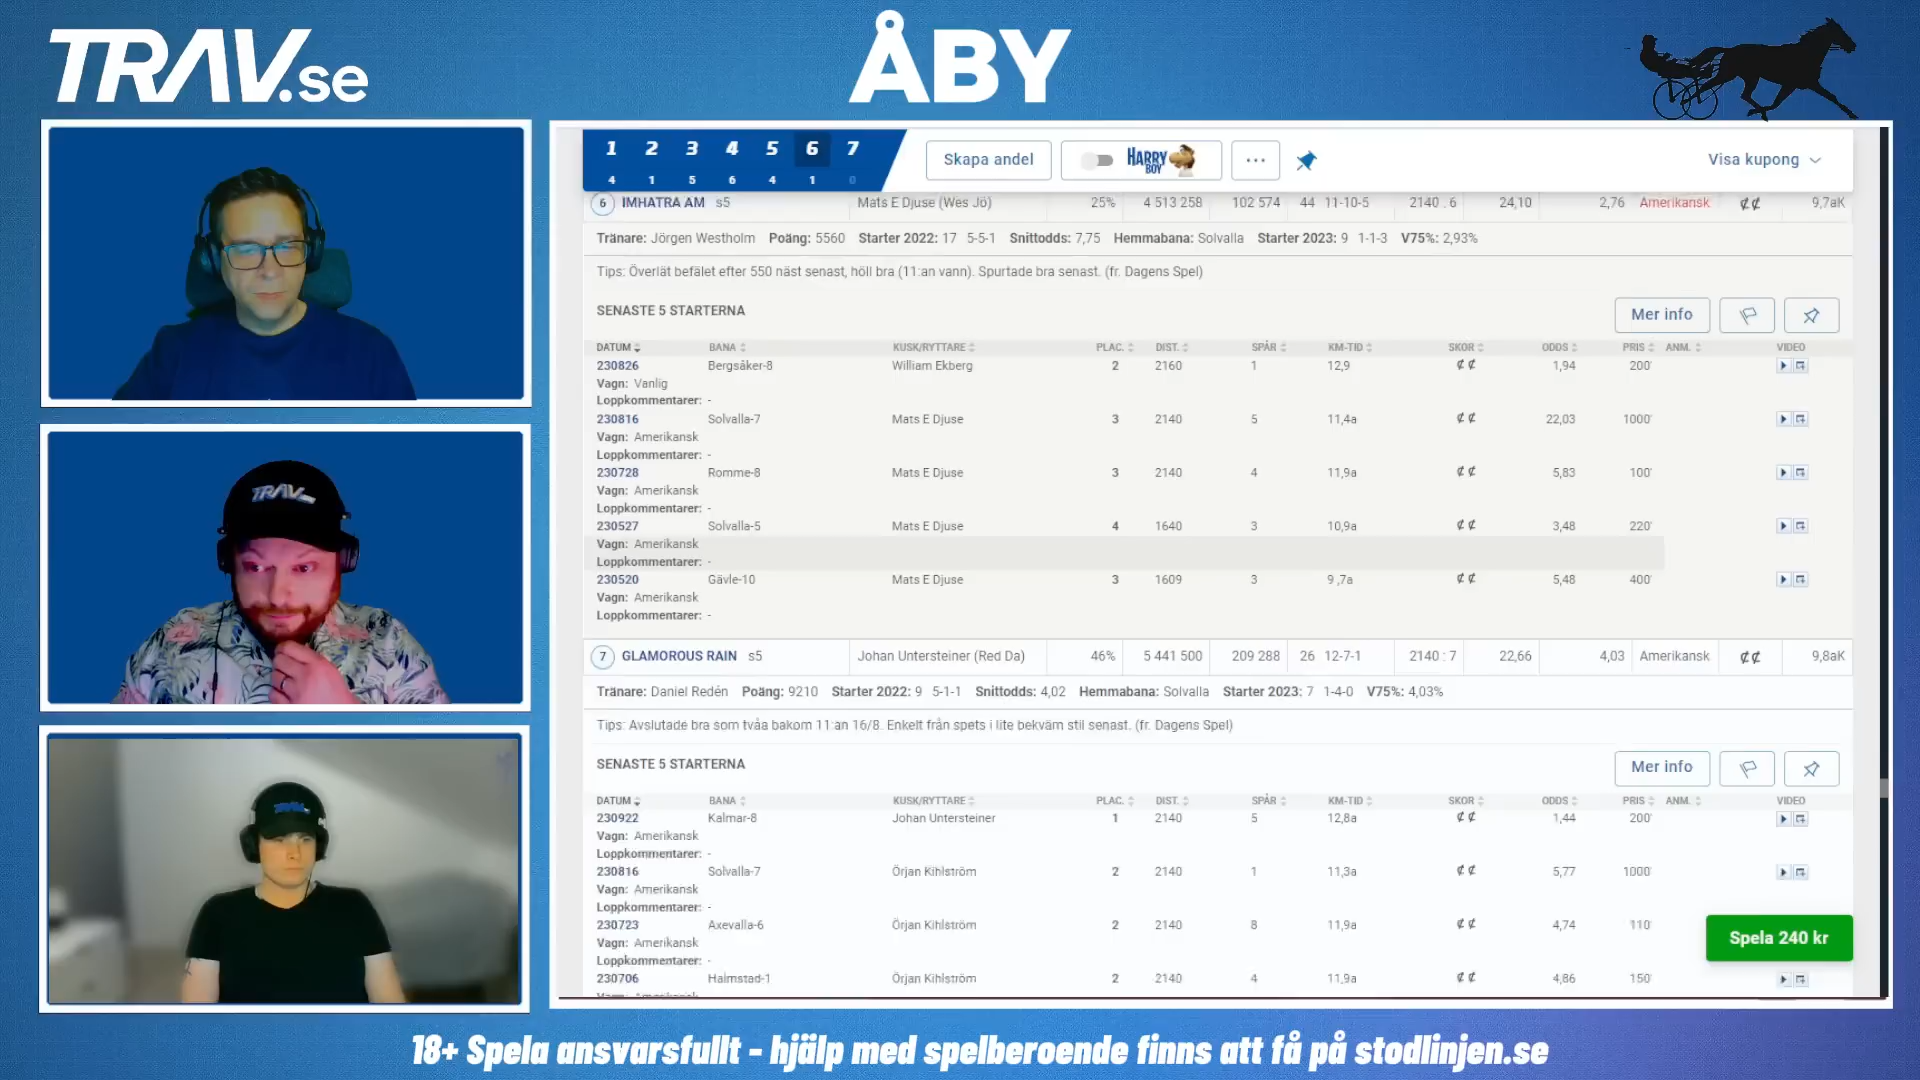 TRAV.se
ÅBY
1 2 3 4 5 6 7
4 1 5 6 4 1 0
Skapa andel
HARRY BOY
...
Visa kupong
6 IMHATRA AM s5 Mats E Djuse (Wes Jö) 25% 4 513 258 102 574 44 11-10-5 2140 : 6 24,10 2,76 Amerikansk ȼȼ 9,7aK
Tränare: Jörgen Westholm Poäng: 5560 Starter 2022: 17 5-5-1 Snittodds: 7,75 Hemmabana: Solvalla Starter 2023: 9 1-1-3 V75%: 2,93%
Tips: Överlät befälet efter 550 näst senast, höll bra (11:an vann). Spurtade bra senast. (fr. Dagens Spel)
SENASTE 5 STARTERNA
Mer info
DATUM BANA KUSK/RYTTARE PLAC. DIST. SPÅR KM-TID SKOR ODDS PRIS ANM. VIDEO
230826 Bergsåker-8 William Ekberg 2 2160 1 12,9 ȼȼ 1,94 200'
Vagn: Vanlig
Loppkommentarer: -
230816 Solvalla-7 Mats E Djuse 3 2140 5 11,4a ȼȼ 22,03 1000'
Vagn: Amerikansk
Loppkommentarer: -
230728 Romme-8 Mats E Djuse 3 2140 4 11,9a ȼȼ 5,83 100'
Vagn: Amerikansk
Loppkommentarer: -
230527 Solvalla-5 Mats E Djuse 4 1640 3 10,9a ȼȼ 3,48 220'
Vagn: Amerikansk
Loppkommentarer: -
230520 Gävle-10 Mats E Djuse 3 1609 3 9,7a ȼȼ 5,48 400'
Vagn: Amerikansk
Loppkommentarer: -
7 GLAMOROUS RAIN s5 Johan Untersteiner (Red Da) 46% 5 441 500 209 288 26 12-7-1 2140 : 7 22,66 4,03 Amerikansk ȼȼ 9,8aK
Tränare: Daniel Redén Poäng: 9210 Starter 2022: 9 5-1-1 Snittodds: 4,02 Hemmabana: Solvalla Starter 2023: 7 1-4-0 V75%: 4,03%
Tips: Avslutade bra som tvåa bakom 11:an 16/8. Enkelt från spets i lite bekväm stil senast. (fr. Dagens Spel)
SENASTE 5 STARTERNA
Mer info
DATUM BANA KUSK/RYTTARE PLAC. DIST. SPÅR KM-TID SKOR ODDS PRIS ANM. VIDEO
230922 Kalmar-8 Johan Untersteiner 1 2140 5 12,8a ȼȼ 1,44 200'
Vagn: Amerikansk
Loppkommentarer: -
230816 Solvalla-7 Örjan Kihlström 2 2140 1 11,3a ȼȼ 5,77 1000'
Vagn: Amerikansk
Loppkommentarer: -
230723 Axevalla-6 Örjan Kihlström 2 2140 8 11,9a ȼȼ 4,74 110'
Vagn: Amerikansk
Loppkommentarer: -
230706 Halmstad-1 Örjan Kihlström 2 2140 4 11,9a ȼȼ 4,86 150'
Spela 240 kr
TRAV
18+ Spela ansvarsfullt - hjälp med spelberoende finns att få på stodlinjen.se